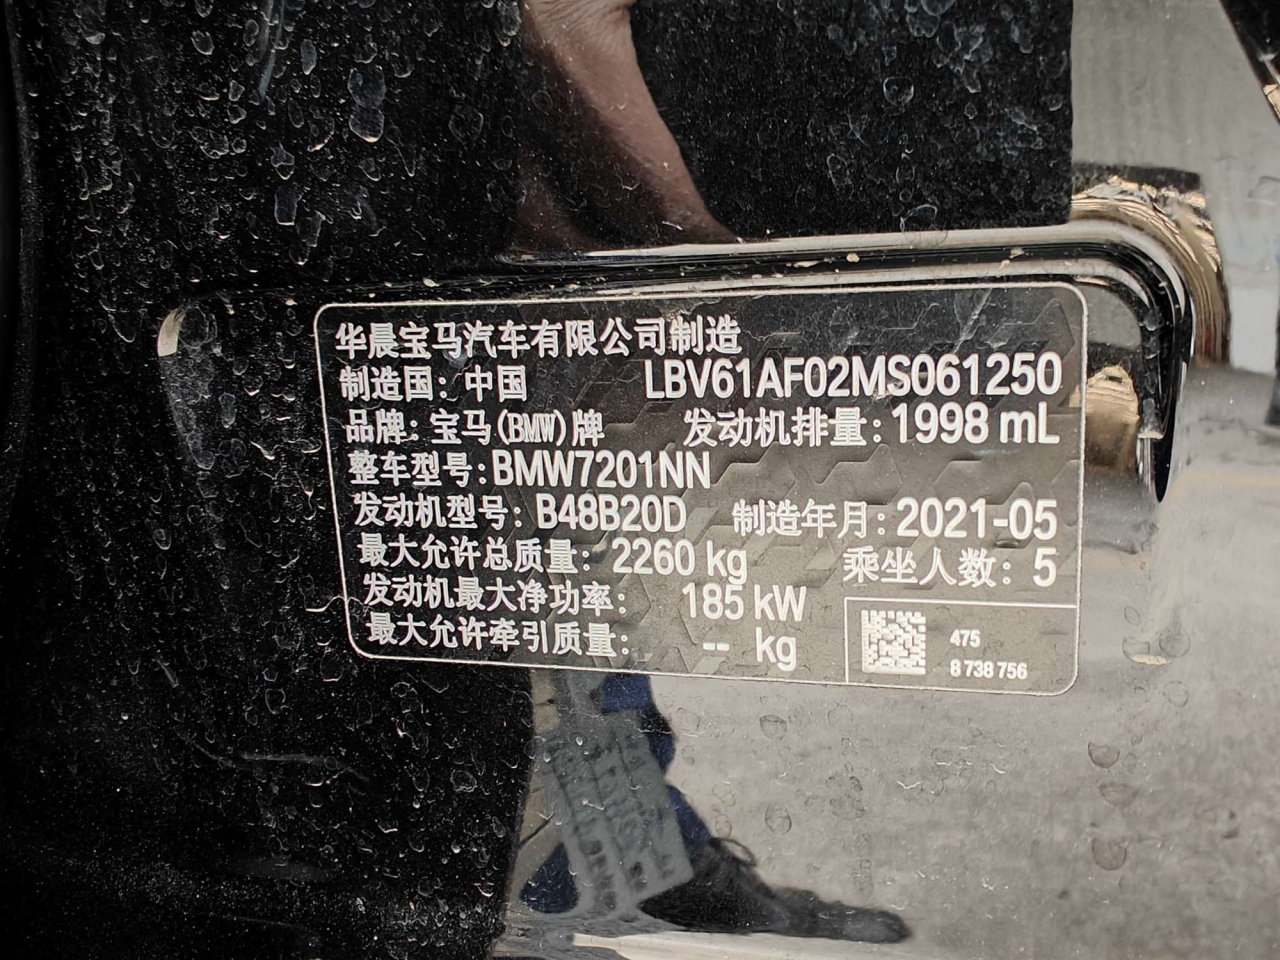 华晨宝马汽车有限公司制造
制造国：中国 LBV61AF02MS061250
品牌：宝马(BMW)牌 发动机排量：1998 mL
整车型号：BMW7201NN
发动机型号：B48B20D 制造年月：2021-05
最大允许总质量：2260 kg 乘坐人数：5
发动机最大净功率：185 kW
最大允许牵引质量：-- kg
475
8 738 756